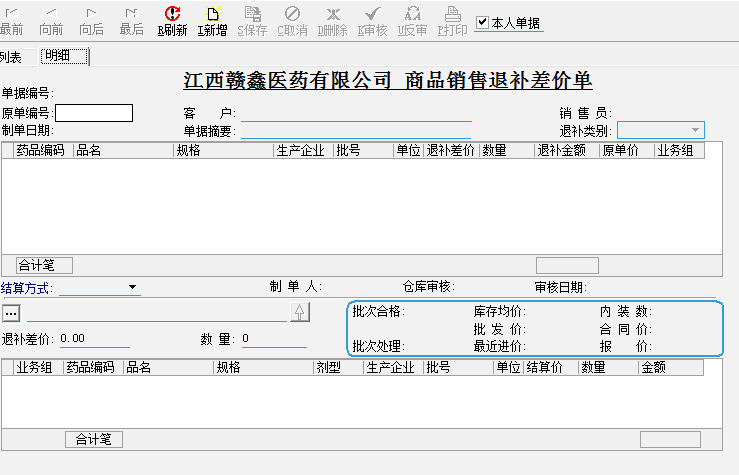 最前 向前 向后 最后 R刷新 I新增 S保存 C取消 D删除 K审核 U反审 P打印 本人单据
列表 明细
江西赣鑫医药有限公司 商品销售退补差价单
单据编号:
原单编号: 客 户: 销 售 员:
制单日期: 单据摘要: 退补类别:
药品编码 品名 规格 生产企业 批号 单位 退补差价 数量 退补金额 原单价 业务组
合计笔
结算方式: 制 单 人: 仓库审核: 审核日期:
... 批次合格: 库存均价: 内 装 数:
批 发 价: 合 同 价:
退补差价: 0.00 数 量: 0 批次处理: 最近进价: 报 价:
业务组 药品编码 品名 规格 剂型 生产企业 批号 单位 结算价 数量 金额
合计笔